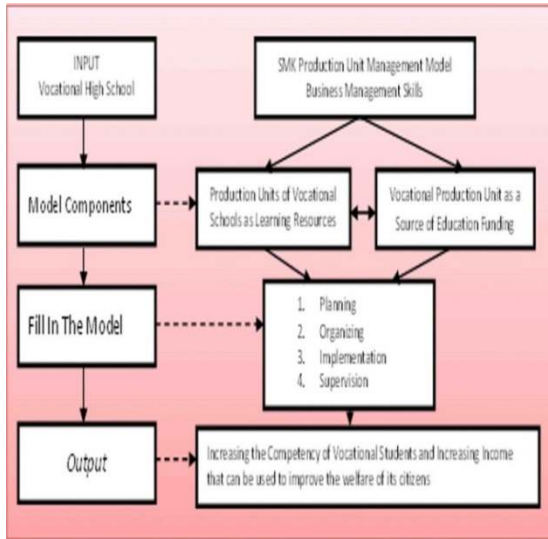 INPUT
Vocational High School
SMK Production Unit Management Model
Business Management Skills
Model Components
Production Units of Vocational
Schools as Learning Resources
Vocational Production Unit as a
Source of Education Funding
Fill In The Model
1. Planning
2. Organizing
3. Implementation
4. Supervision
Output
Increasing the Competency of Vocational Students and Increasing Income
that can be used to improve the welfare of its citizens